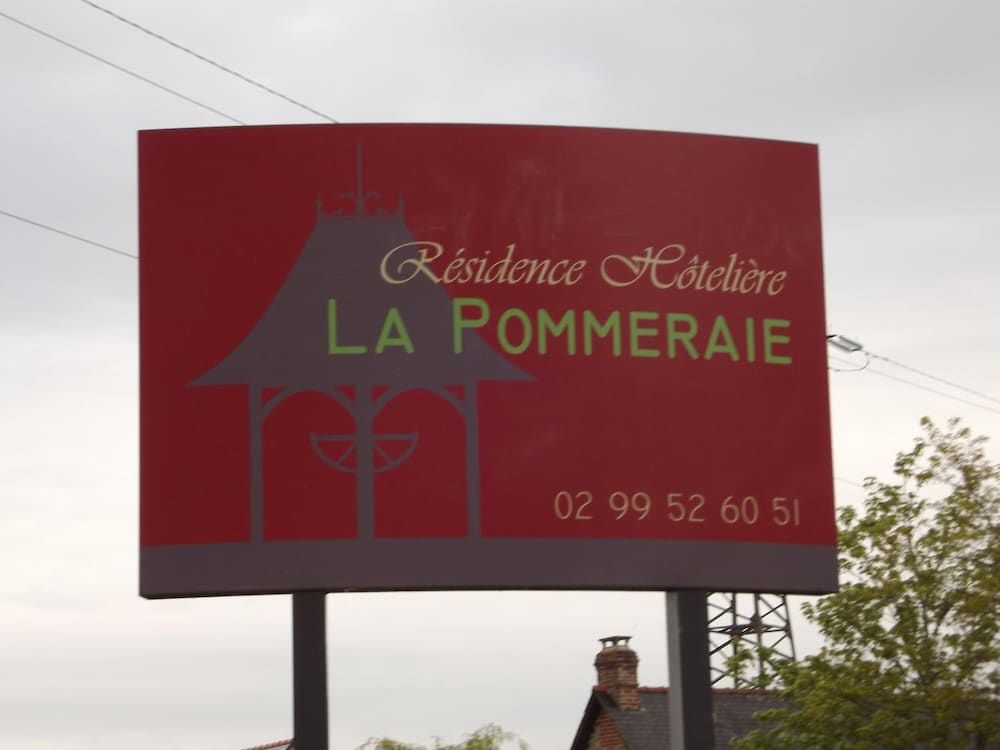 Résidence Hôtelière
LA POMMERAIE
02 99 52 60 51